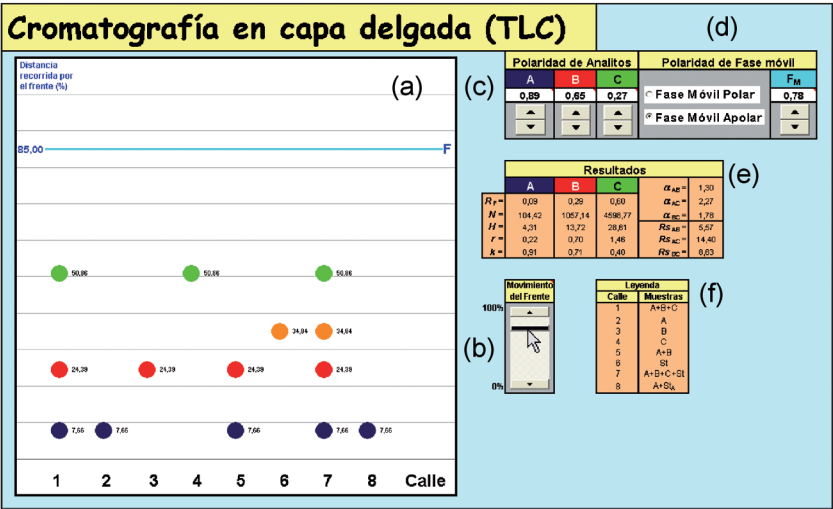 Cromatografía en capa delgada (TLC)
(d)
Distancia
recorrida por
el frente (%)
(a)
85,00
F
50,86 50,86 50,86
34,84 34,84
24,39 24,39 24,39 24,39
7,66 7,66 7,66 7,66 7,66
1 2 3 4 5 6 7 8 Calle
(c)
Polaridad de Analitos Polaridad de Fase móvil
A B C FM
0,89 0,65 0,27 Fase Móvil Polar 0,78
Fase Móvil Apolar
(e)
Resultados
A B C αAB= 1,30
RF= 0,09 0,29 0,60 αAC= 2,27
N= 104,42 1057,14 4598,77 αBC= 1,78
H= 4,31 13,72 28,61 RsAB= 5,57
r= 0,22 0,70 1,46 RsAC= 14,40
k= 0,91 0,71 0,40 RsBC= 8,83
(b)
Movimiento
del Frente
100%
0%
(f)
Leyenda
Calle Muestras
1 A+B+C
2 A
3 B
4 C
5 A+B
6 St
7 A+B+C+St
8 A+StA